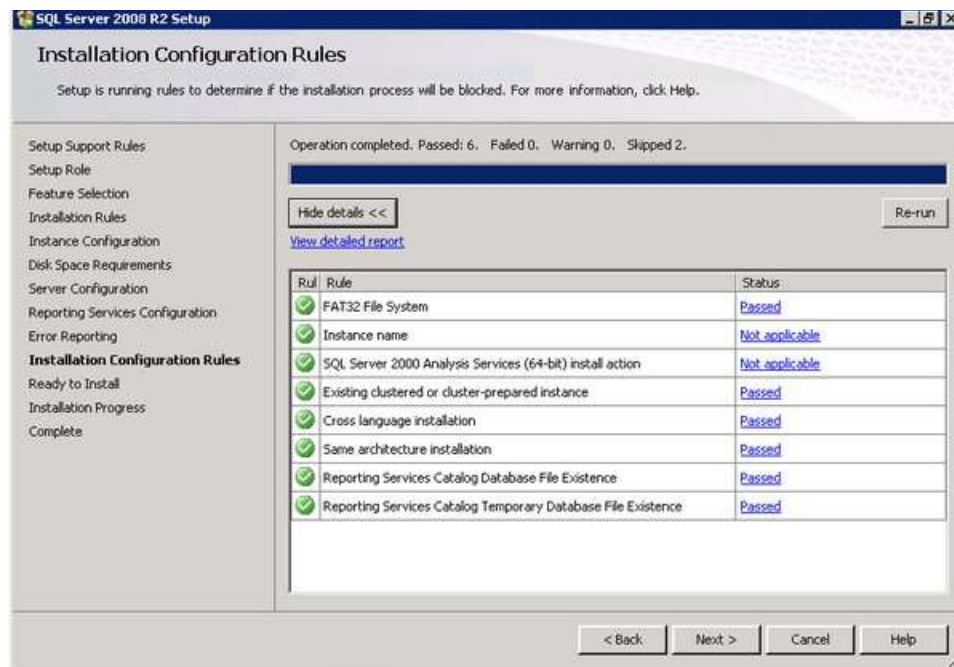 SQL Server 2008 R2 Setup
Installation Configuration Rules
Setup is running rules to determine if the installation process will be blocked. For more information, click Help.
Setup Support Rules
Setup Role
Feature Selection
Installation Rules
Instance Configuration
Disk Space Requirements
Server Configuration
Reporting Services Configuration
Error Reporting
Installation Configuration Rules
Ready to Install
Installation Progress
Complete
Operation completed. Passed: 6. Failed 0. Warning 0. Skipped 2.
Hide details <<
Re-run
View detailed report
Rul Rule Status
FAT32 File System Passed
Instance name Not applicable
SQL Server 2000 Analysis Services (64-bit) install action Not applicable
Existing clustered or cluster-prepared instance Passed
Cross language installation Passed
Same architecture installation Passed
Reporting Services Catalog Database File Existence Passed
Reporting Services Catalog Temporary Database File Existence Passed
< Back Next > Cancel Help